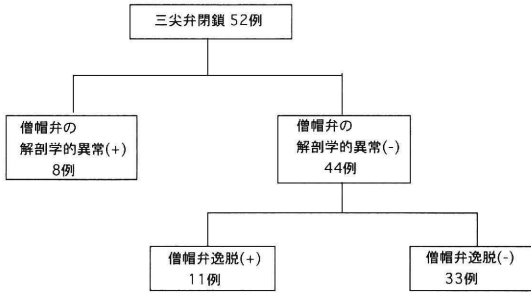 三尖弁閉鎖 52例
僧帽弁の
解剖学的異常(+)
8例
僧帽弁の
解剖学的異常(-)
44例
僧帽弁逸脱(+)
11例
僧帽弁逸脱(-)
33例